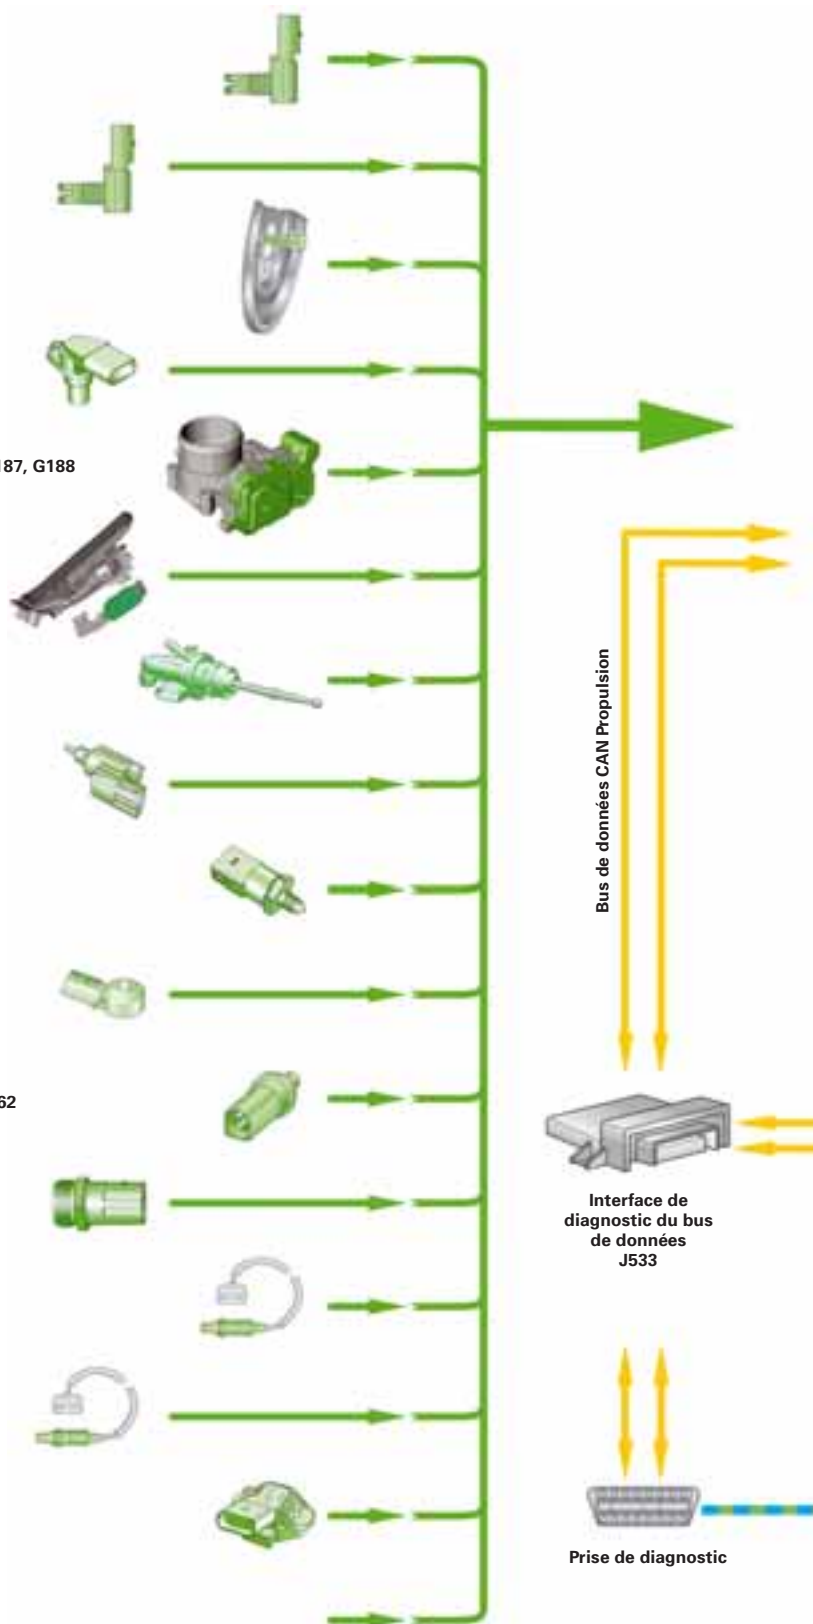 187, G188
Bus de données CAN Propulsion
62
Interface de
diagnostic du bus
de données
J533
Prise de diagnostic